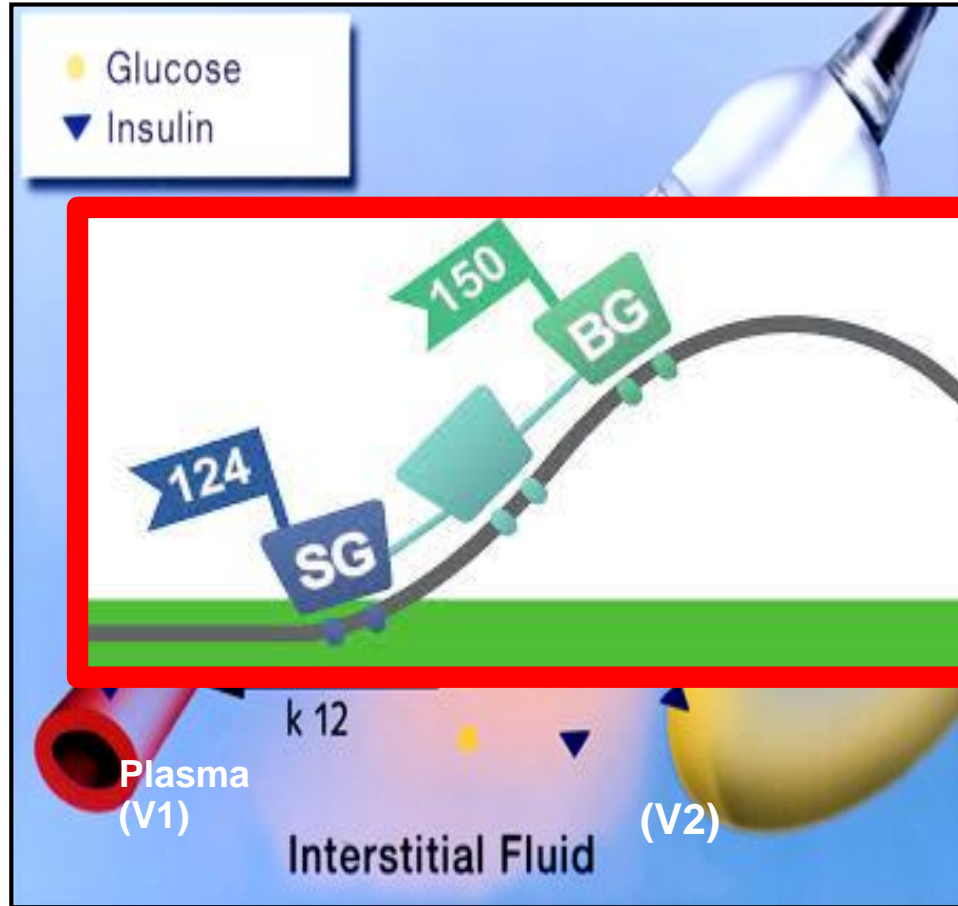 Glucose
Insulin
150
BG
124
SG
k 12
Plasma
(V1)
(V2)
Interstitial Fluid